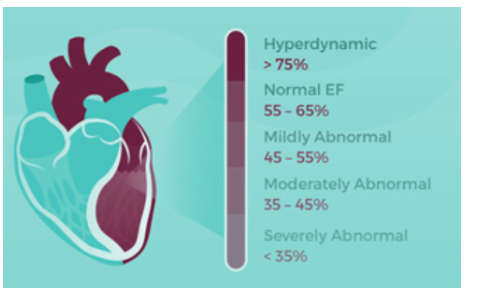 Hyperdynamic
> 75%
Normal EF
55 – 65%
Mildly Abnormal
45 – 55%
Moderately Abnormal
35 – 45%
Severely Abnormal
< 35%